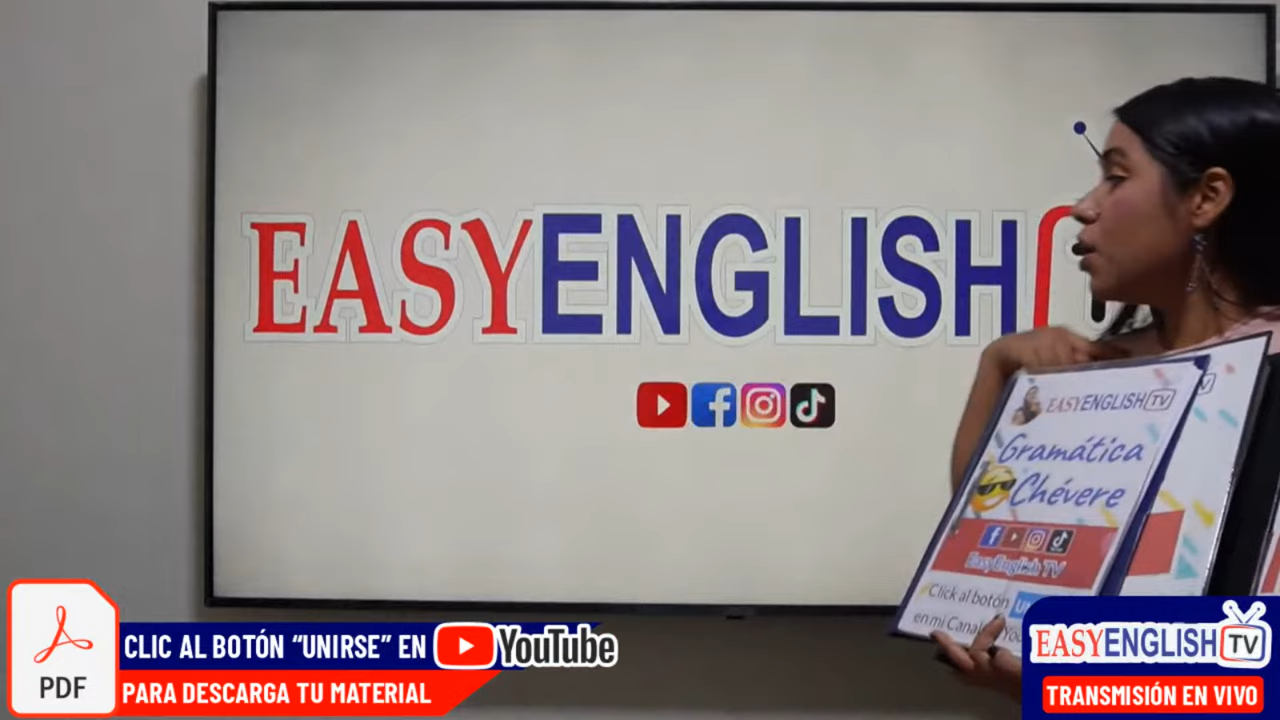 EASYENGLISH
EASYENGLISH TV
Gramática
Chévere
EasyEnglish TV
Click al botón
en mi Canal
PDF
CLIC AL BOTÓN “UNIRSE” EN YouTube
PARA DESCARGA TU MATERIAL
EASYENGLISH TV
TRANSMISIÓN EN VIVO